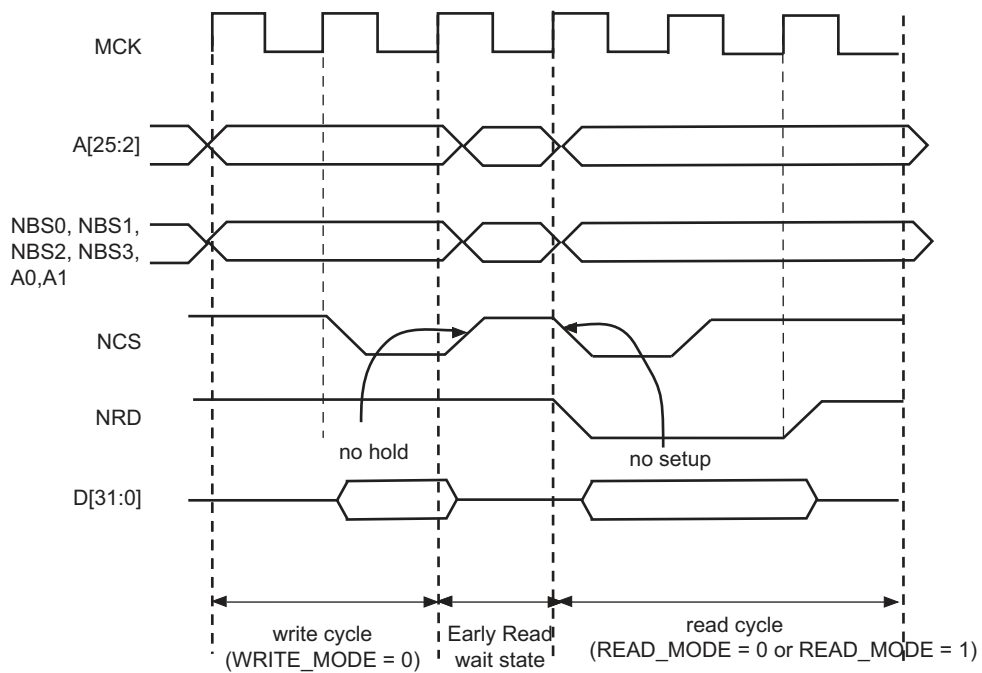 MCK
A[25:2]
NBS0, NBS1,
NBS2, NBS3,
A0,A1
NCS
NRD
no hold
no setup
D[31:0]
write cycle
(WRITE_MODE = 0)
Early Read
wait state
read cycle
(READ_MODE = 0 or READ_MODE = 1)